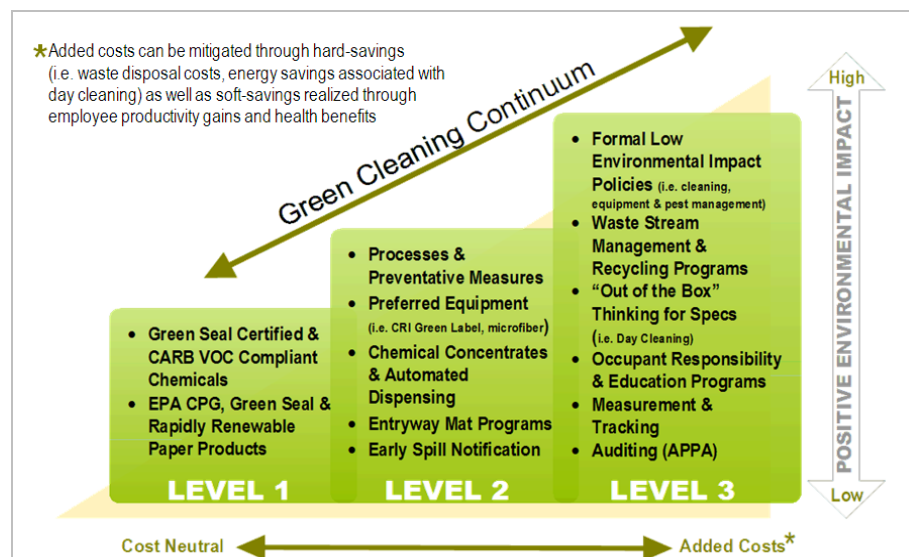 *Added costs can be mitigated through hard-savings
(i.e. waste disposal costs, energy savings associated with
day cleaning) as well as soft-savings realized through
employee productivity gains and health benefits
Green Cleaning Continuum
• Green Seal Certified &
CARB VOC Compliant
Chemicals
• EPA CPG, Green Seal &
Rapidly Renewable
Paper Products
LEVEL 1
• Processes &
Preventative Measures
• Preferred Equipment
(i.e. CRI Green Label, microfiber)
• Chemical Concentrates
& Automated
Dispensing
• Entryway Mat Programs
• Early Spill Notification
LEVEL 2
• Formal Low
Environmental Impact
Policies (i.e. cleaning,
equipment & pest management)
• Waste Stream
Management &
Recycling Programs
• “Out of the Box”
Thinking for Specs
(i.e. Day Cleaning)
• Occupant Responsibility
& Education Programs
• Measurement &
Tracking
• Auditing (APPA)
LEVEL 3
High
POSITIVE ENVIRONMENTAL IMPACT
Low
Cost Neutral
Added Costs*